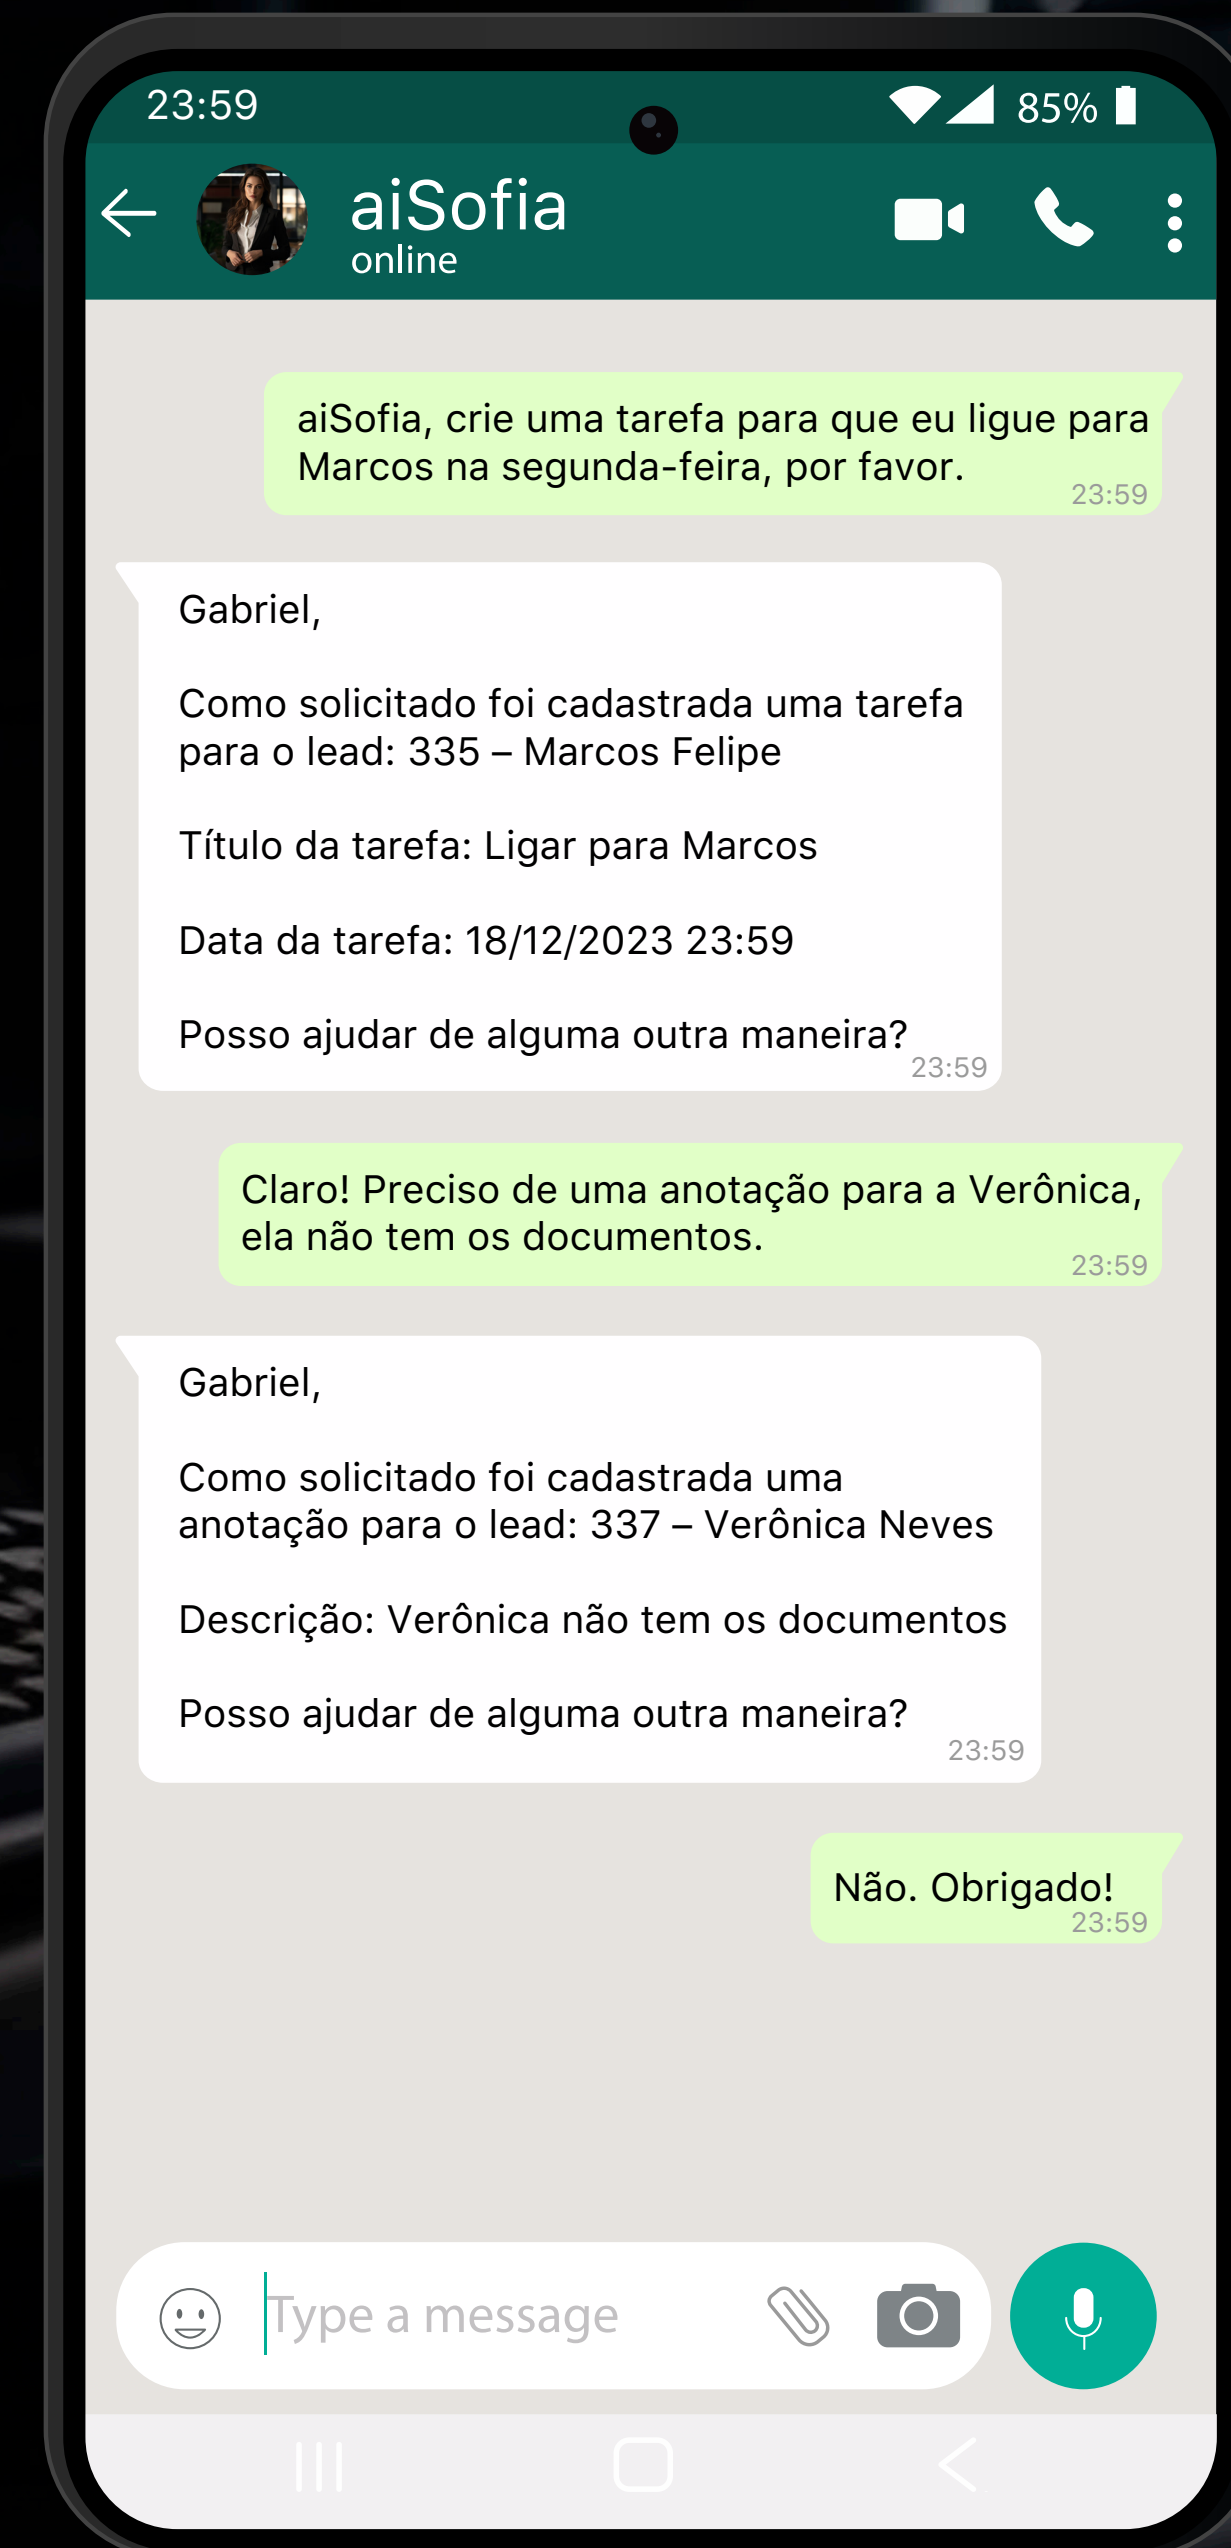 23:59
85%
aiSofia
online
aiSofia, crie uma tarefa para que eu ligue para
Marcos na segunda-feira, por favor.
23:59
Gabriel,
Como solicitado foi cadastrada uma tarefa
para o lead: 335 – Marcos Felipe
Título da tarefa: Ligar para Marcos
Data da tarefa: 18/12/2023 23:59
Posso ajudar de alguma outra maneira?
23:59
Claro! Preciso de uma anotação para a Verônica,
ela não tem os documentos.
23:59
Gabriel,
Como solicitado foi cadastrada uma
anotação para o lead: 337 – Verônica Neves
Descrição: Verônica não tem os documentos
Posso ajudar de alguma outra maneira?
23:59
Não. Obrigado!
23:59
Type a message